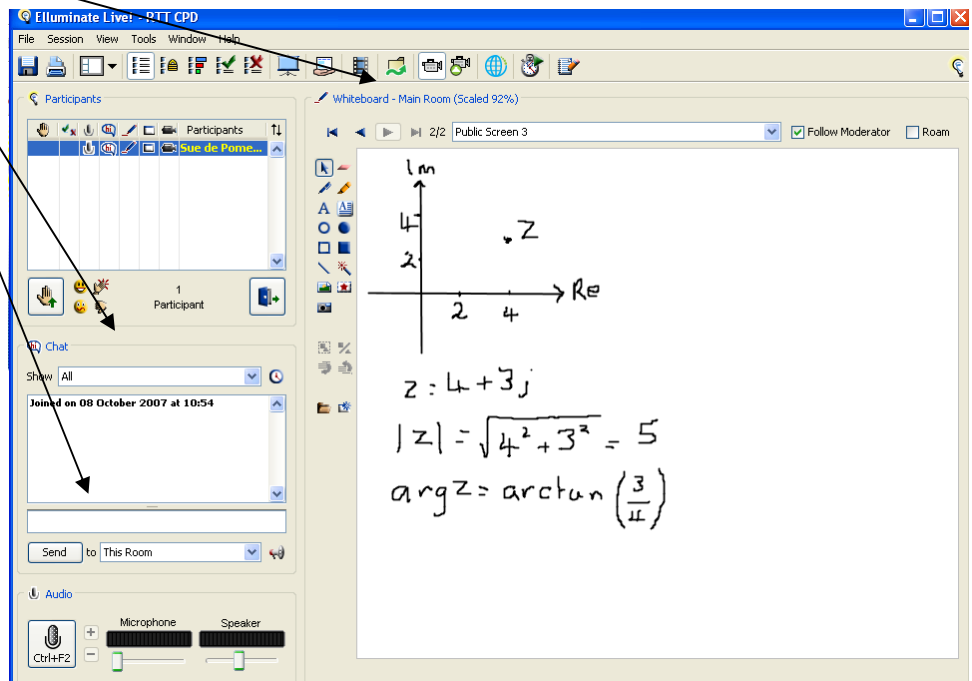 Elluminate Live! - RTT CPD
File Session View Tools Window Help
Participants
Participants
Sue de Pome...
1
Participant
Chat
Show All
Joined on 08 October 2007 at 10:54
Send to This Room
Audio
Microphone Speaker
Ctrl+F2
Whiteboard - Main Room (Scaled 92%)
2/2 Public Screen 3 Follow Moderator Roam
Im
4
Z
2
Re
2 4
z = 4 + 3j
|z| = √(4² + 3²) = 5
arg z = arctan (3/4)